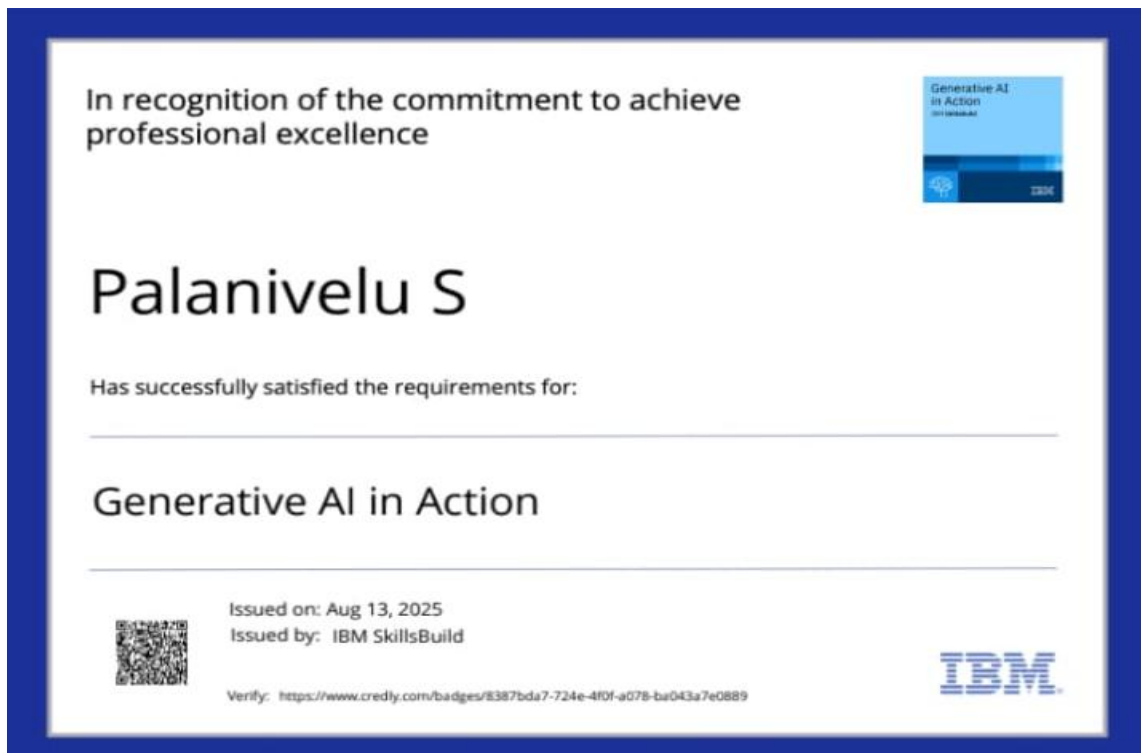 In recognition of the commitment to achieve
professional excellence
Generative AI
in Action
IBM SkillsBuild
IBM
Palanivelu S
Has successfully satisfied the requirements for:
Generative AI in Action
Issued on: Aug 13, 2025
Issued by: IBM SkillsBuild
Verify: https://www.credly.com/badges/8387bda7-724e-4f0f-a078-ba043a7e0889
IBM